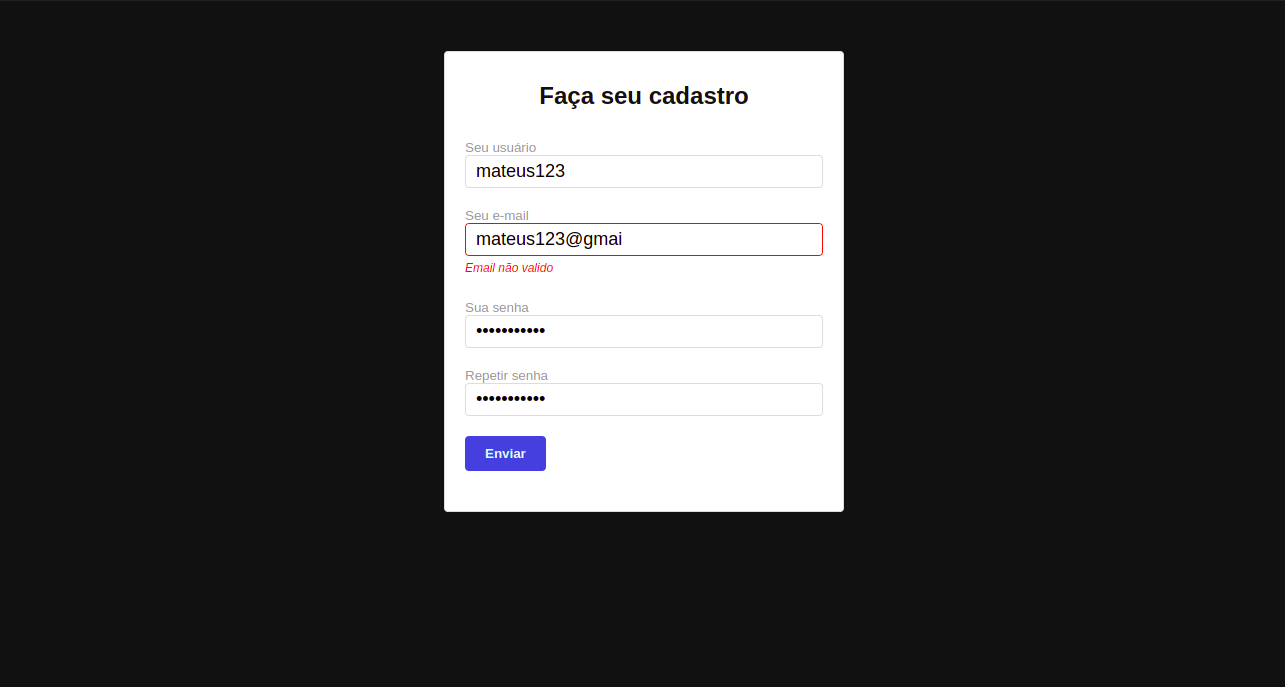 Faça seu cadastro
Seu usuário
mateus123
Seu e-mail
mateus123@gmai
Email não valido
Sua senha
•••••••••••
Repetir senha
•••••••••••
Enviar